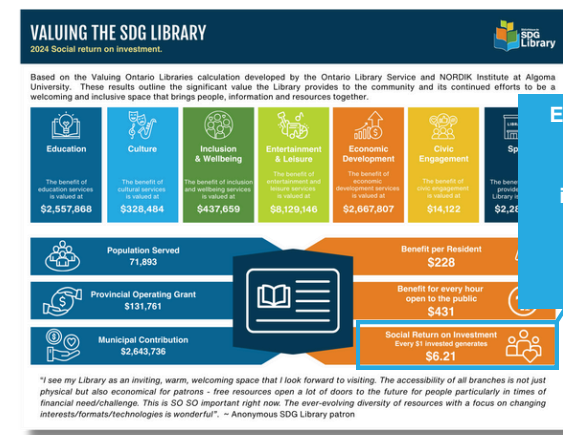 VALUING THE SDG LIBRARY
2024 Social return on investment.
SDG
Library
Based on the Valuing Ontario Libraries calculation developed by the Ontario Library Service and NORDIK Institute at Algoma
University. These results outline the significant value the Library provides to the community and its continued efforts to be a
welcoming and inclusive space that brings people, information and resources together.
Education
The benefit of
education services
is valued at
$2,557,868
Culture
The benefit of
cultural services
is valued at
$328,484
Inclusion
& Wellbeing
The benefit of inclusion
and wellbeing services
is valued at
$437,659
Entertainment
& Leisure
The benefit of
entertainment and
leisure services
is valued at
$8,129,146
Economic
Development
The benefit of
economic
development services
is valued at
$2,667,807
Civic
Engagement
The benefit of
civic engagement
is valued at
$14,122
Sp
The bene
provide
Library i
$2,28
E
i
Population Served
71,893
Provincial Operating Grant
$131,761
Municipal Contribution
$2,643,736
Benefit per Resident
$228
Benefit for every hour
open to the public
$431
Social Return on Investment
Every $1 invested generates
$6.21
"I see my Library as an inviting, warm, welcoming space that I look forward to visiting. The accessibility of all branches is not just
physical but also economical for patrons - free resources open a lot of doors to the future for people particularly in times of
financial need/challenge. This is SO SO important right now. The ever-evolving diversity of resources with a focus on changing
interests/formats/technologies is wonderful". ~ Anonymous SDG Library patron